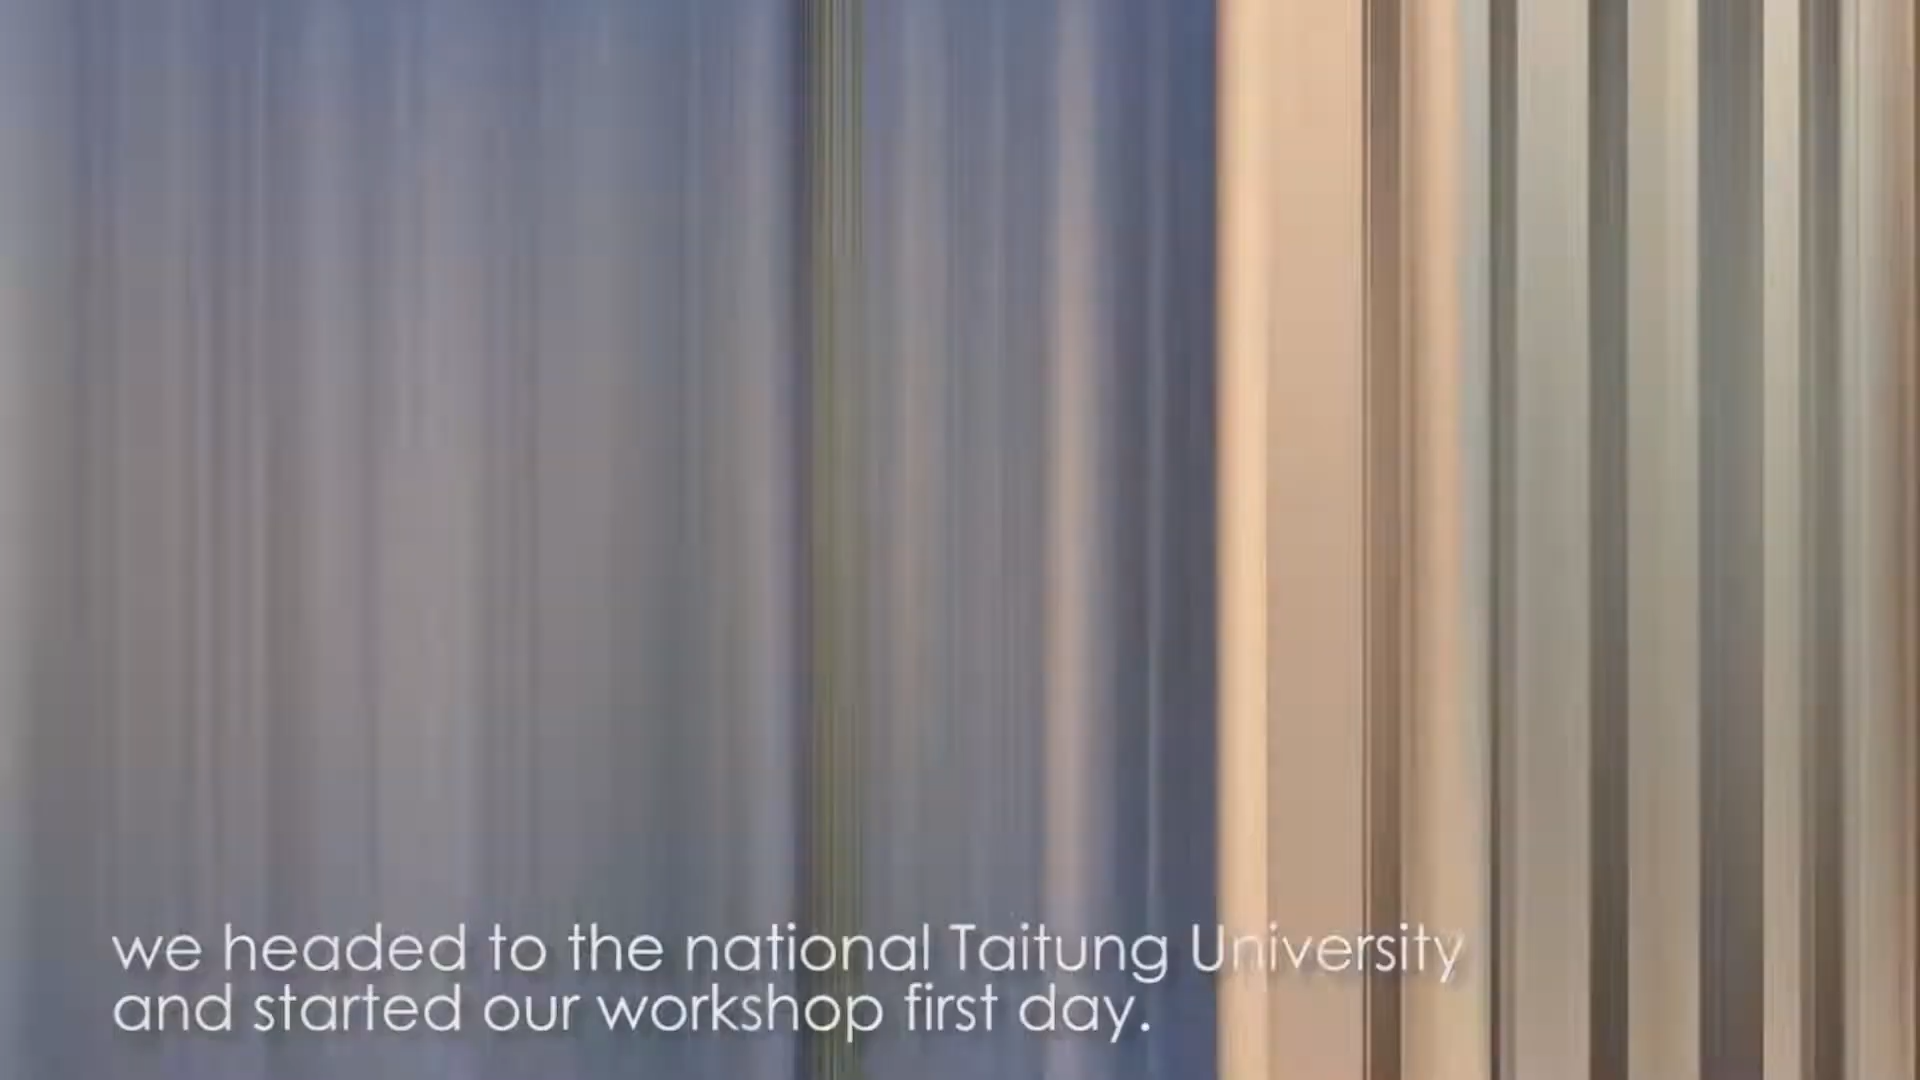 we headed to the national Taitung University
and started our workshop first day.